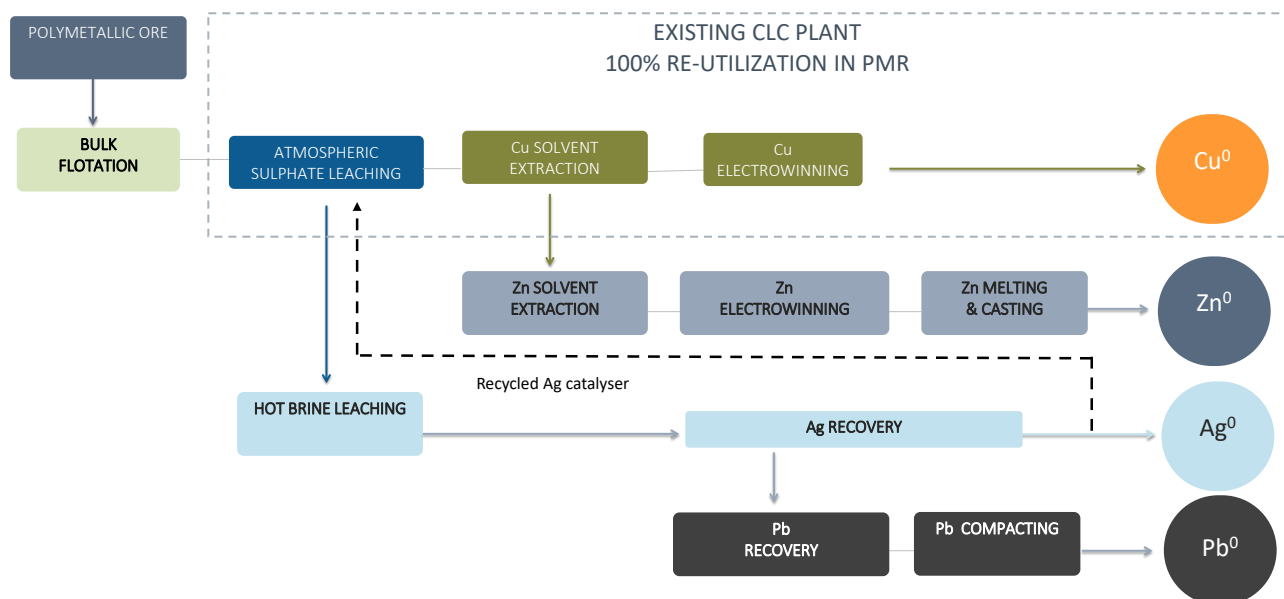 POLYMETALLIC ORE
EXISTING CLC PLANT
100% RE-UTILIZATION IN PMR
BULK
FLOTATION
ATMOSPHERIC
SULPHATE LEACHING
Cu SOLVENT
EXTRACTION
Cu
ELECTROWINNING
Cu⁰
Zn SOLVENT
EXTRACTION
Zn
ELECTROWINNING
Zn MELTING
& CASTING
Zn⁰
Recycled Ag catalyser
HOT BRINE LEACHING
Ag RECOVERY
Ag⁰
Pb
RECOVERY
Pb COMPACTING
Pb⁰